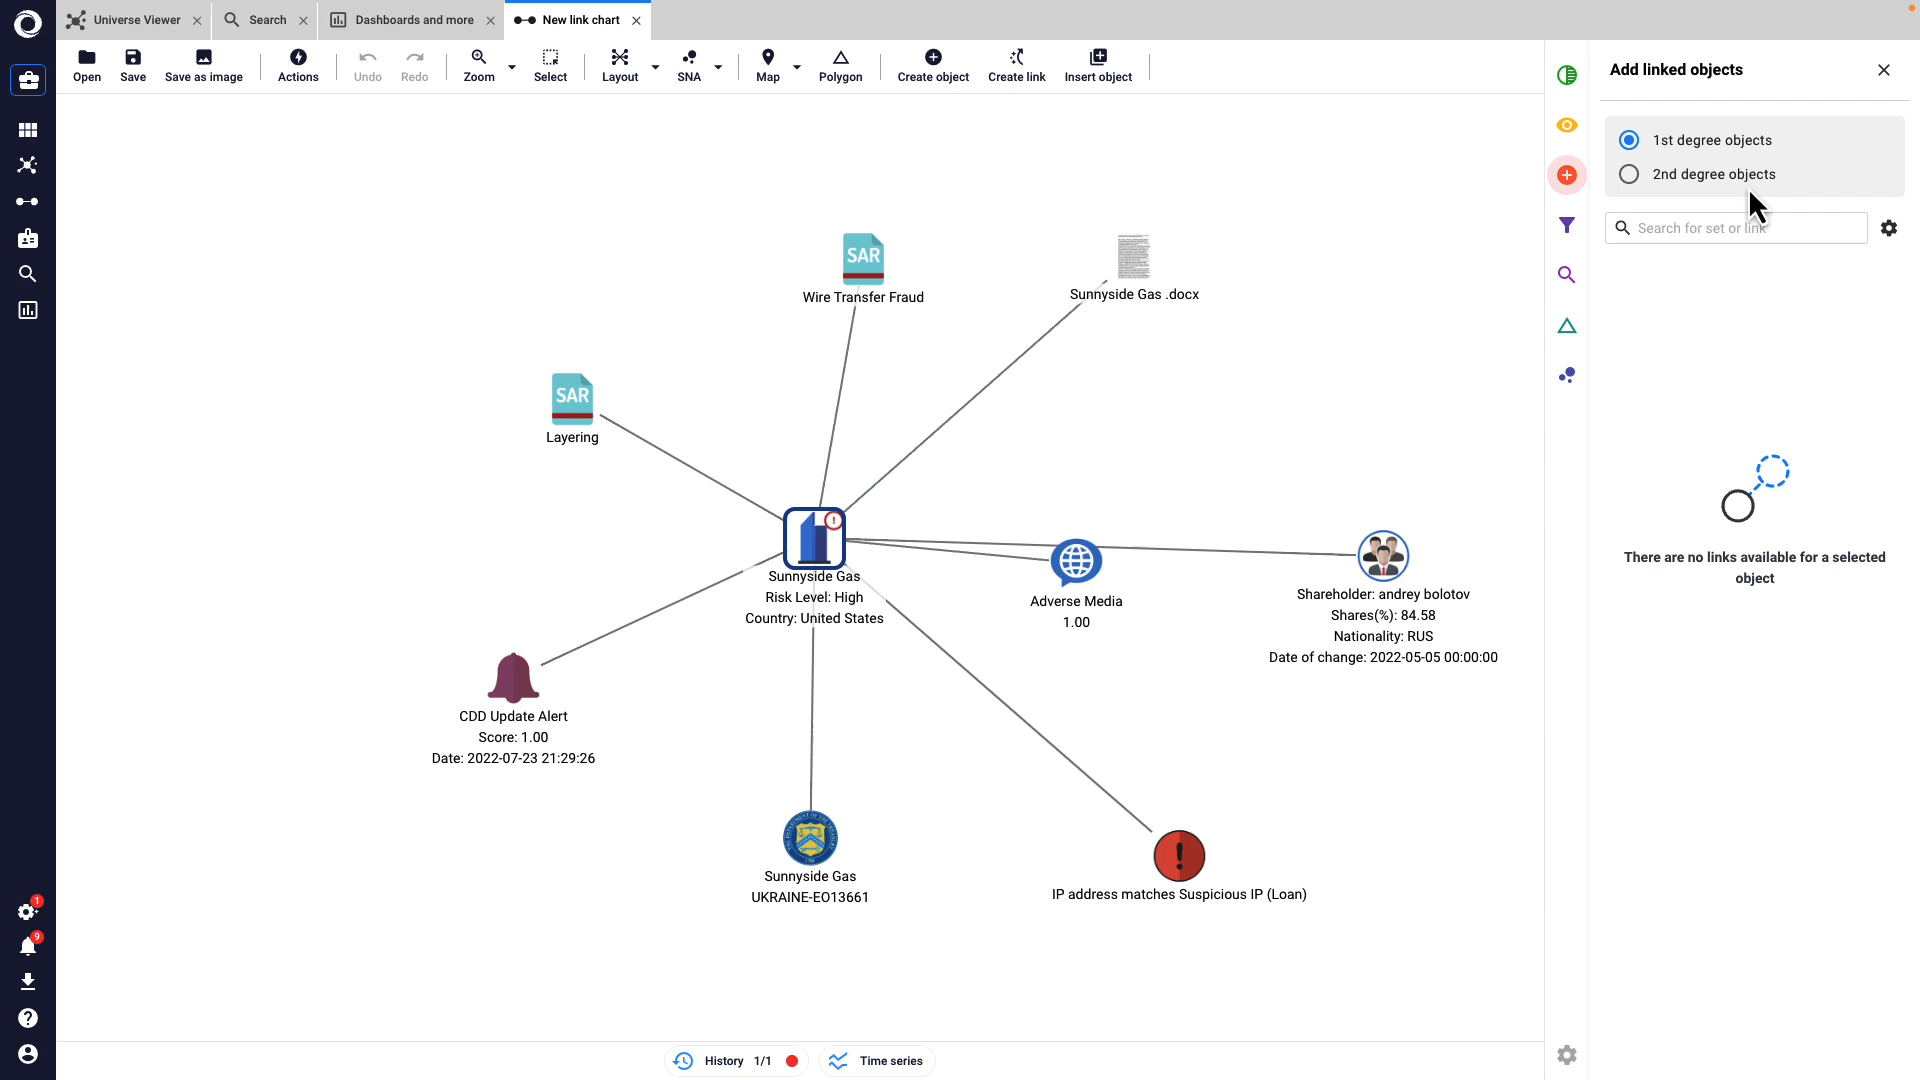 Universe Viewer
Search
Dashboards and more
New link chart
Open
Save
Save as image
Actions
Undo
Redo
Zoom
Select
Layout
SNA
Map
Polygon
Create object
Create link
Insert object
Add linked objects
1st degree objects
2nd degree objects
Search for set or link
There are no links available for a selected
object
SAR
Wire Transfer Fraud
Sunnyside Gas .docx
SAR
Layering
Sunnyside Gas
Risk Level: High
Country: United States
Adverse Media
1.00
Shareholder: andrey bolotov
Shares(%): 84.58
Nationality: RUS
Date of change: 2022-05-05 00:00:00
CDD Update Alert
Score: 1.00
Date: 2022-07-23 21:29:26
Sunnyside Gas
UKRAINE-EO13661
IP address matches Suspicious IP (Loan)
1
9
History 1/1
Time series